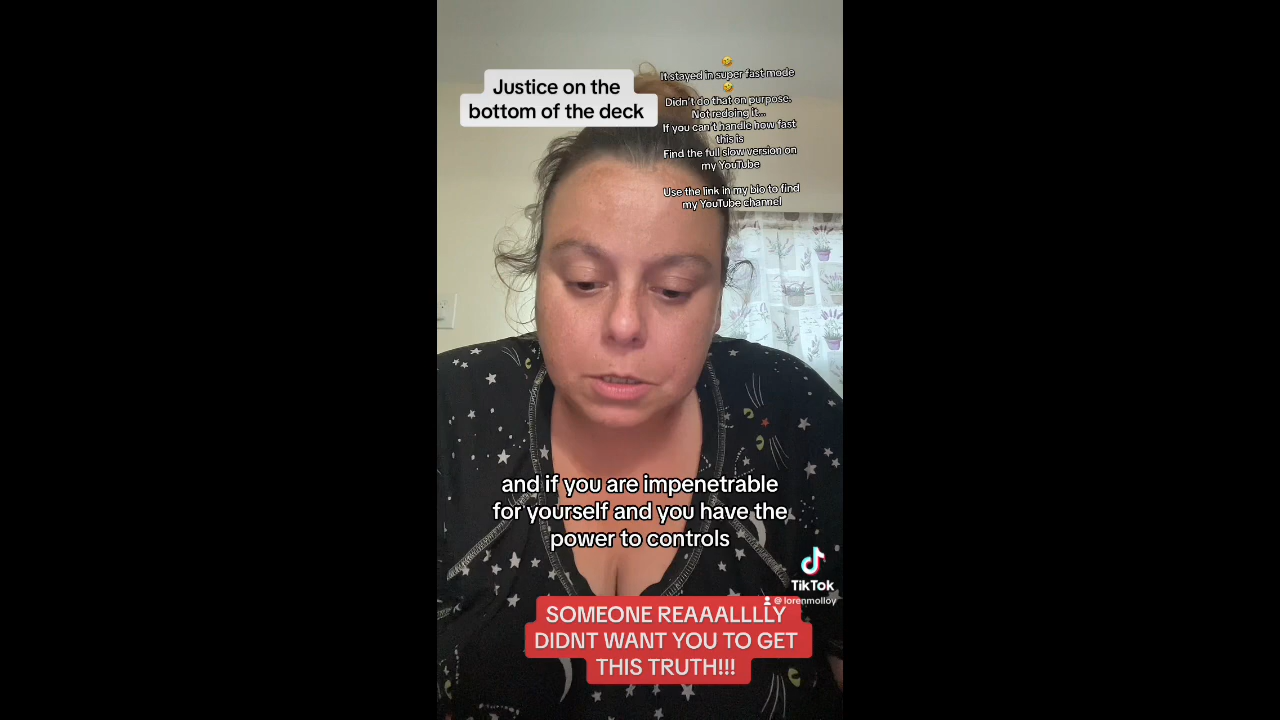 Justice on the
bottom of the deck
🤣
It stayed in super fast mode
🤣
Didn't do that on purpose.
Not redoing it...
If you can't handle how fast
this is
Find the full slow version on
my YouTube
Use the link in my bio to find
my YouTube channel
and if you are impenetrable
for yourself and you have the
power to controls
TikTok
@lorenmolloy
SOMEONE REAAALLLLY
DIDNT WANT YOU TO GET
THIS TRUTH!!!